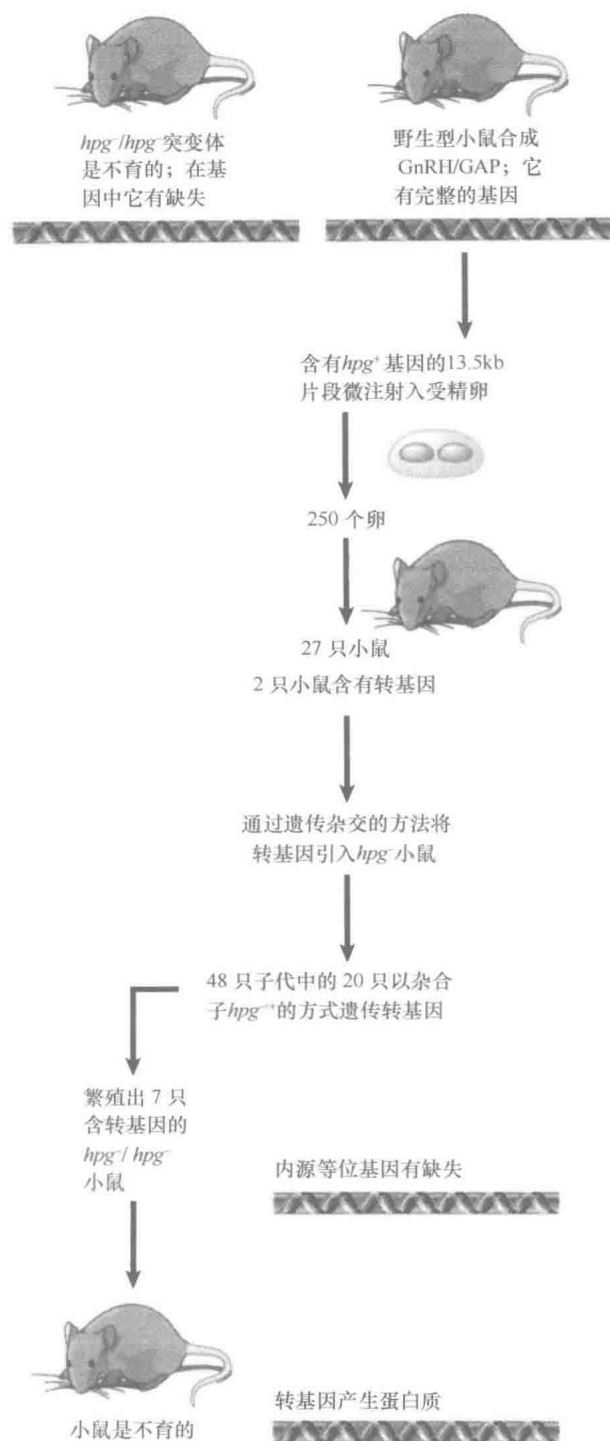 hpg⁻/hpg⁻突变体
是不育的；在基
因中它有缺失
野生型小鼠合成
GnRH/GAP；它
有完整的基因
含有hpg⁺基因的13.5kb
片段微注射入受精卵
250 个卵
27 只小鼠
2 只小鼠含有转基因
通过遗传杂交的方法将
转基因引入hpg⁻小鼠
48 只子代中的 20 只以杂合
子hpg⁻⁺的方式遗传转基因
繁殖出 7 只
含转基因的
hpg⁻/ hpg⁻
小鼠
内源等位基因有缺失
小鼠是不育的
转基因产生蛋白质